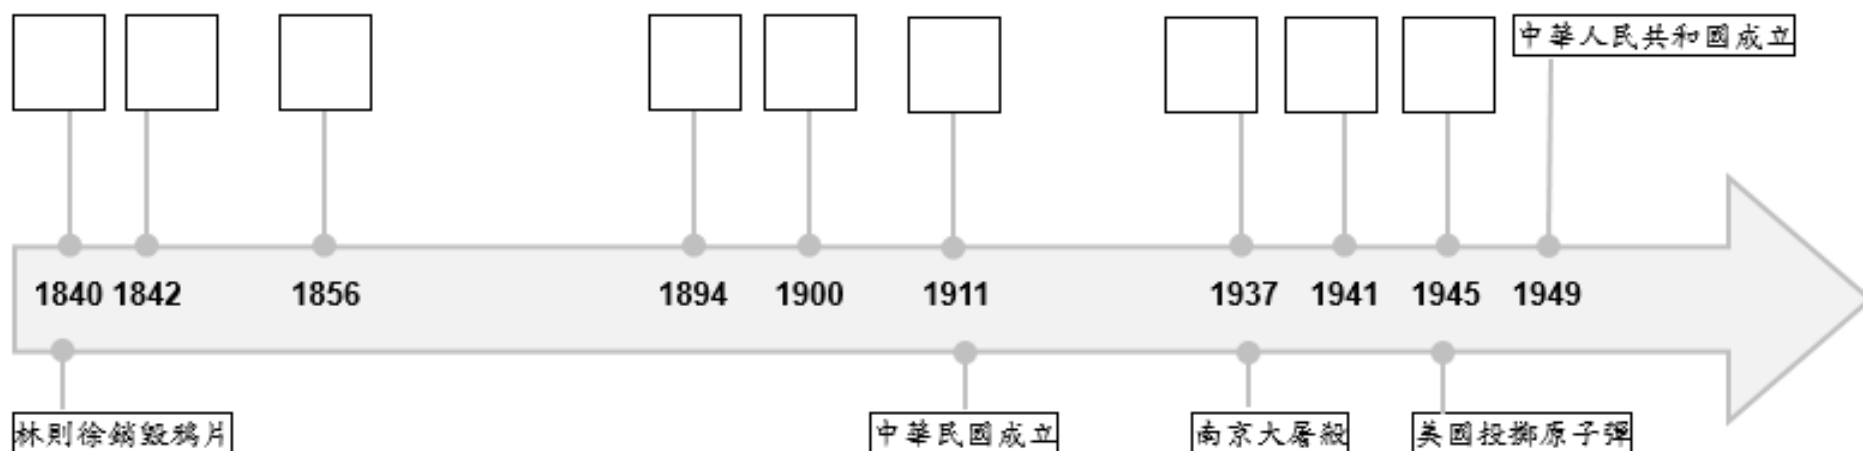 中華人民共和國成立
1840 1842 1856 1894 1900 1911 1937 1941 1945 1949
林則徐銷毀鴉片 中華民國成立 南京大屠殺 美國投擲原子彈